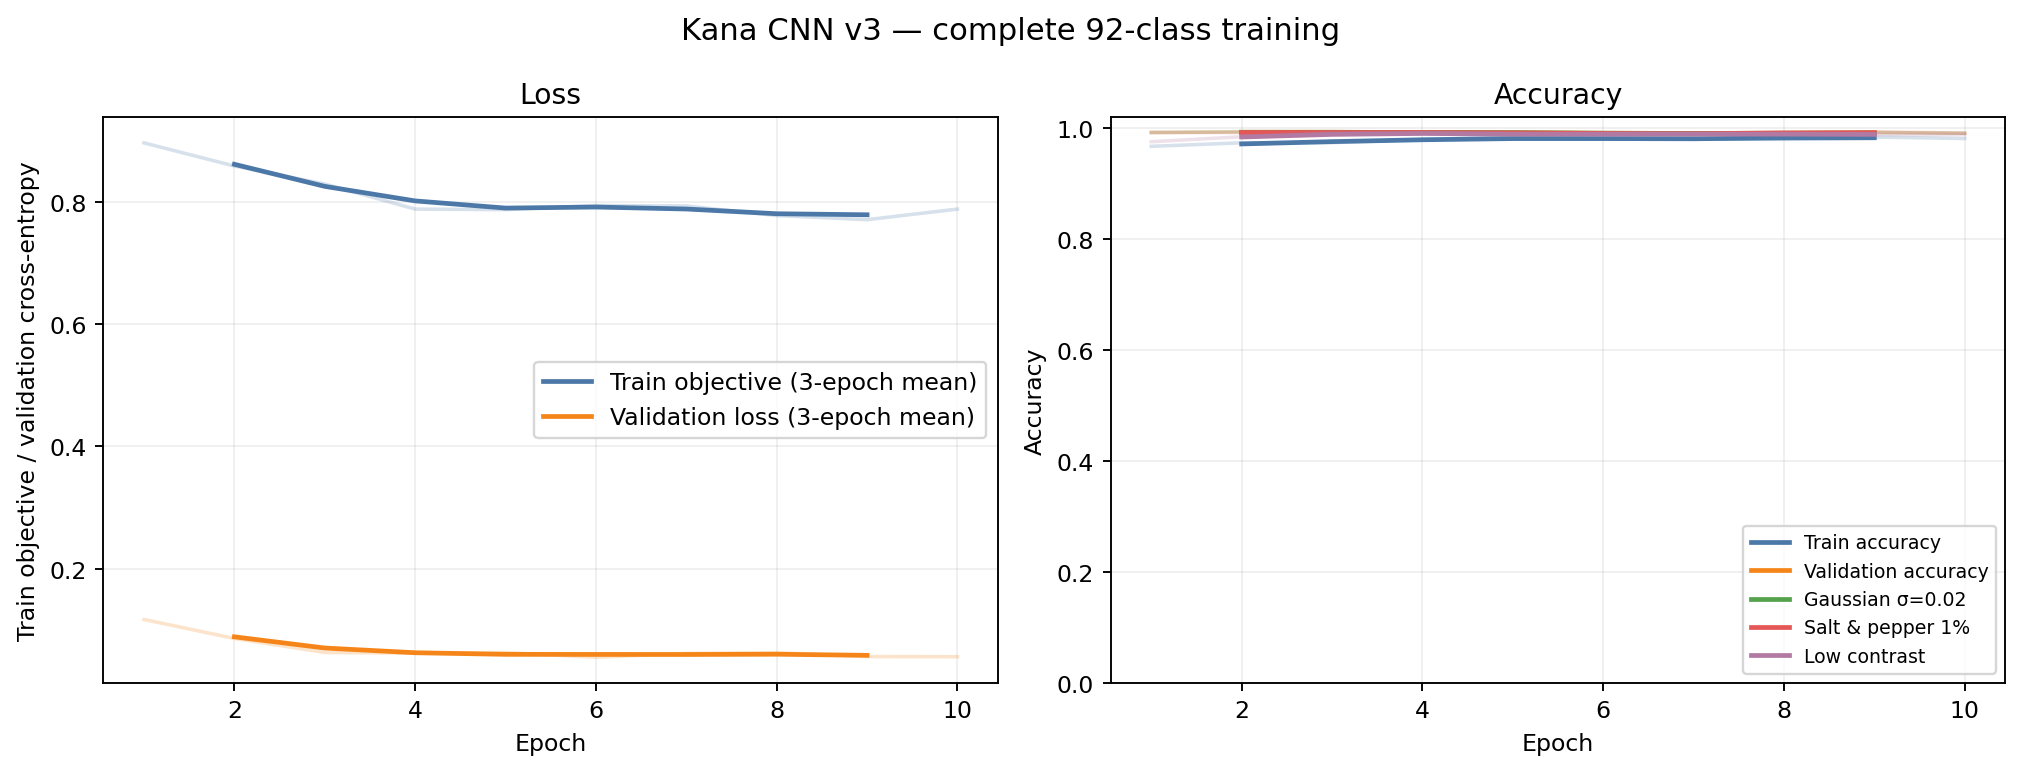 Kana CNN v3 — complete 92-class training
Loss
Train objective / validation cross-entropy
0.8
0.6
0.4
0.2
Train objective (3-epoch mean)
Validation loss (3-epoch mean)
2 4 6 8 10
Epoch
Accuracy
Accuracy
1.0
0.8
0.6
0.4
0.2
0.0
Train accuracy
Validation accuracy
Gaussian σ=0.02
Salt & pepper 1%
Low contrast
2 4 6 8 10
Epoch